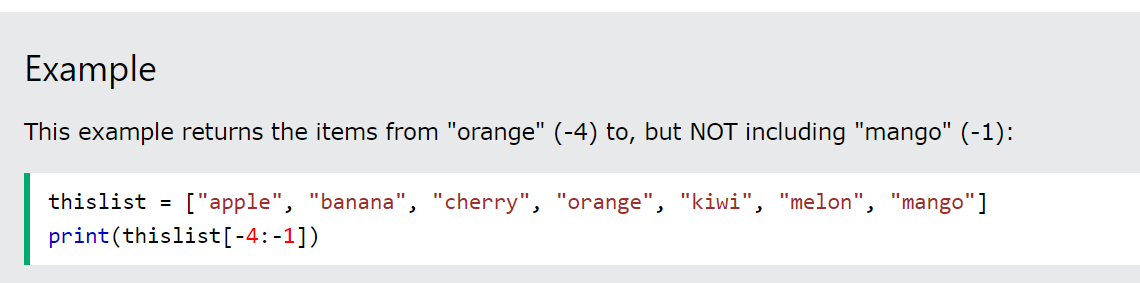 Example
This example returns the items from "orange" (-4) to, but NOT including "mango" (-1):
thislist = ["apple", "banana", "cherry", "orange", "kiwi", "melon", "mango"]
print(thislist[-4:-1])